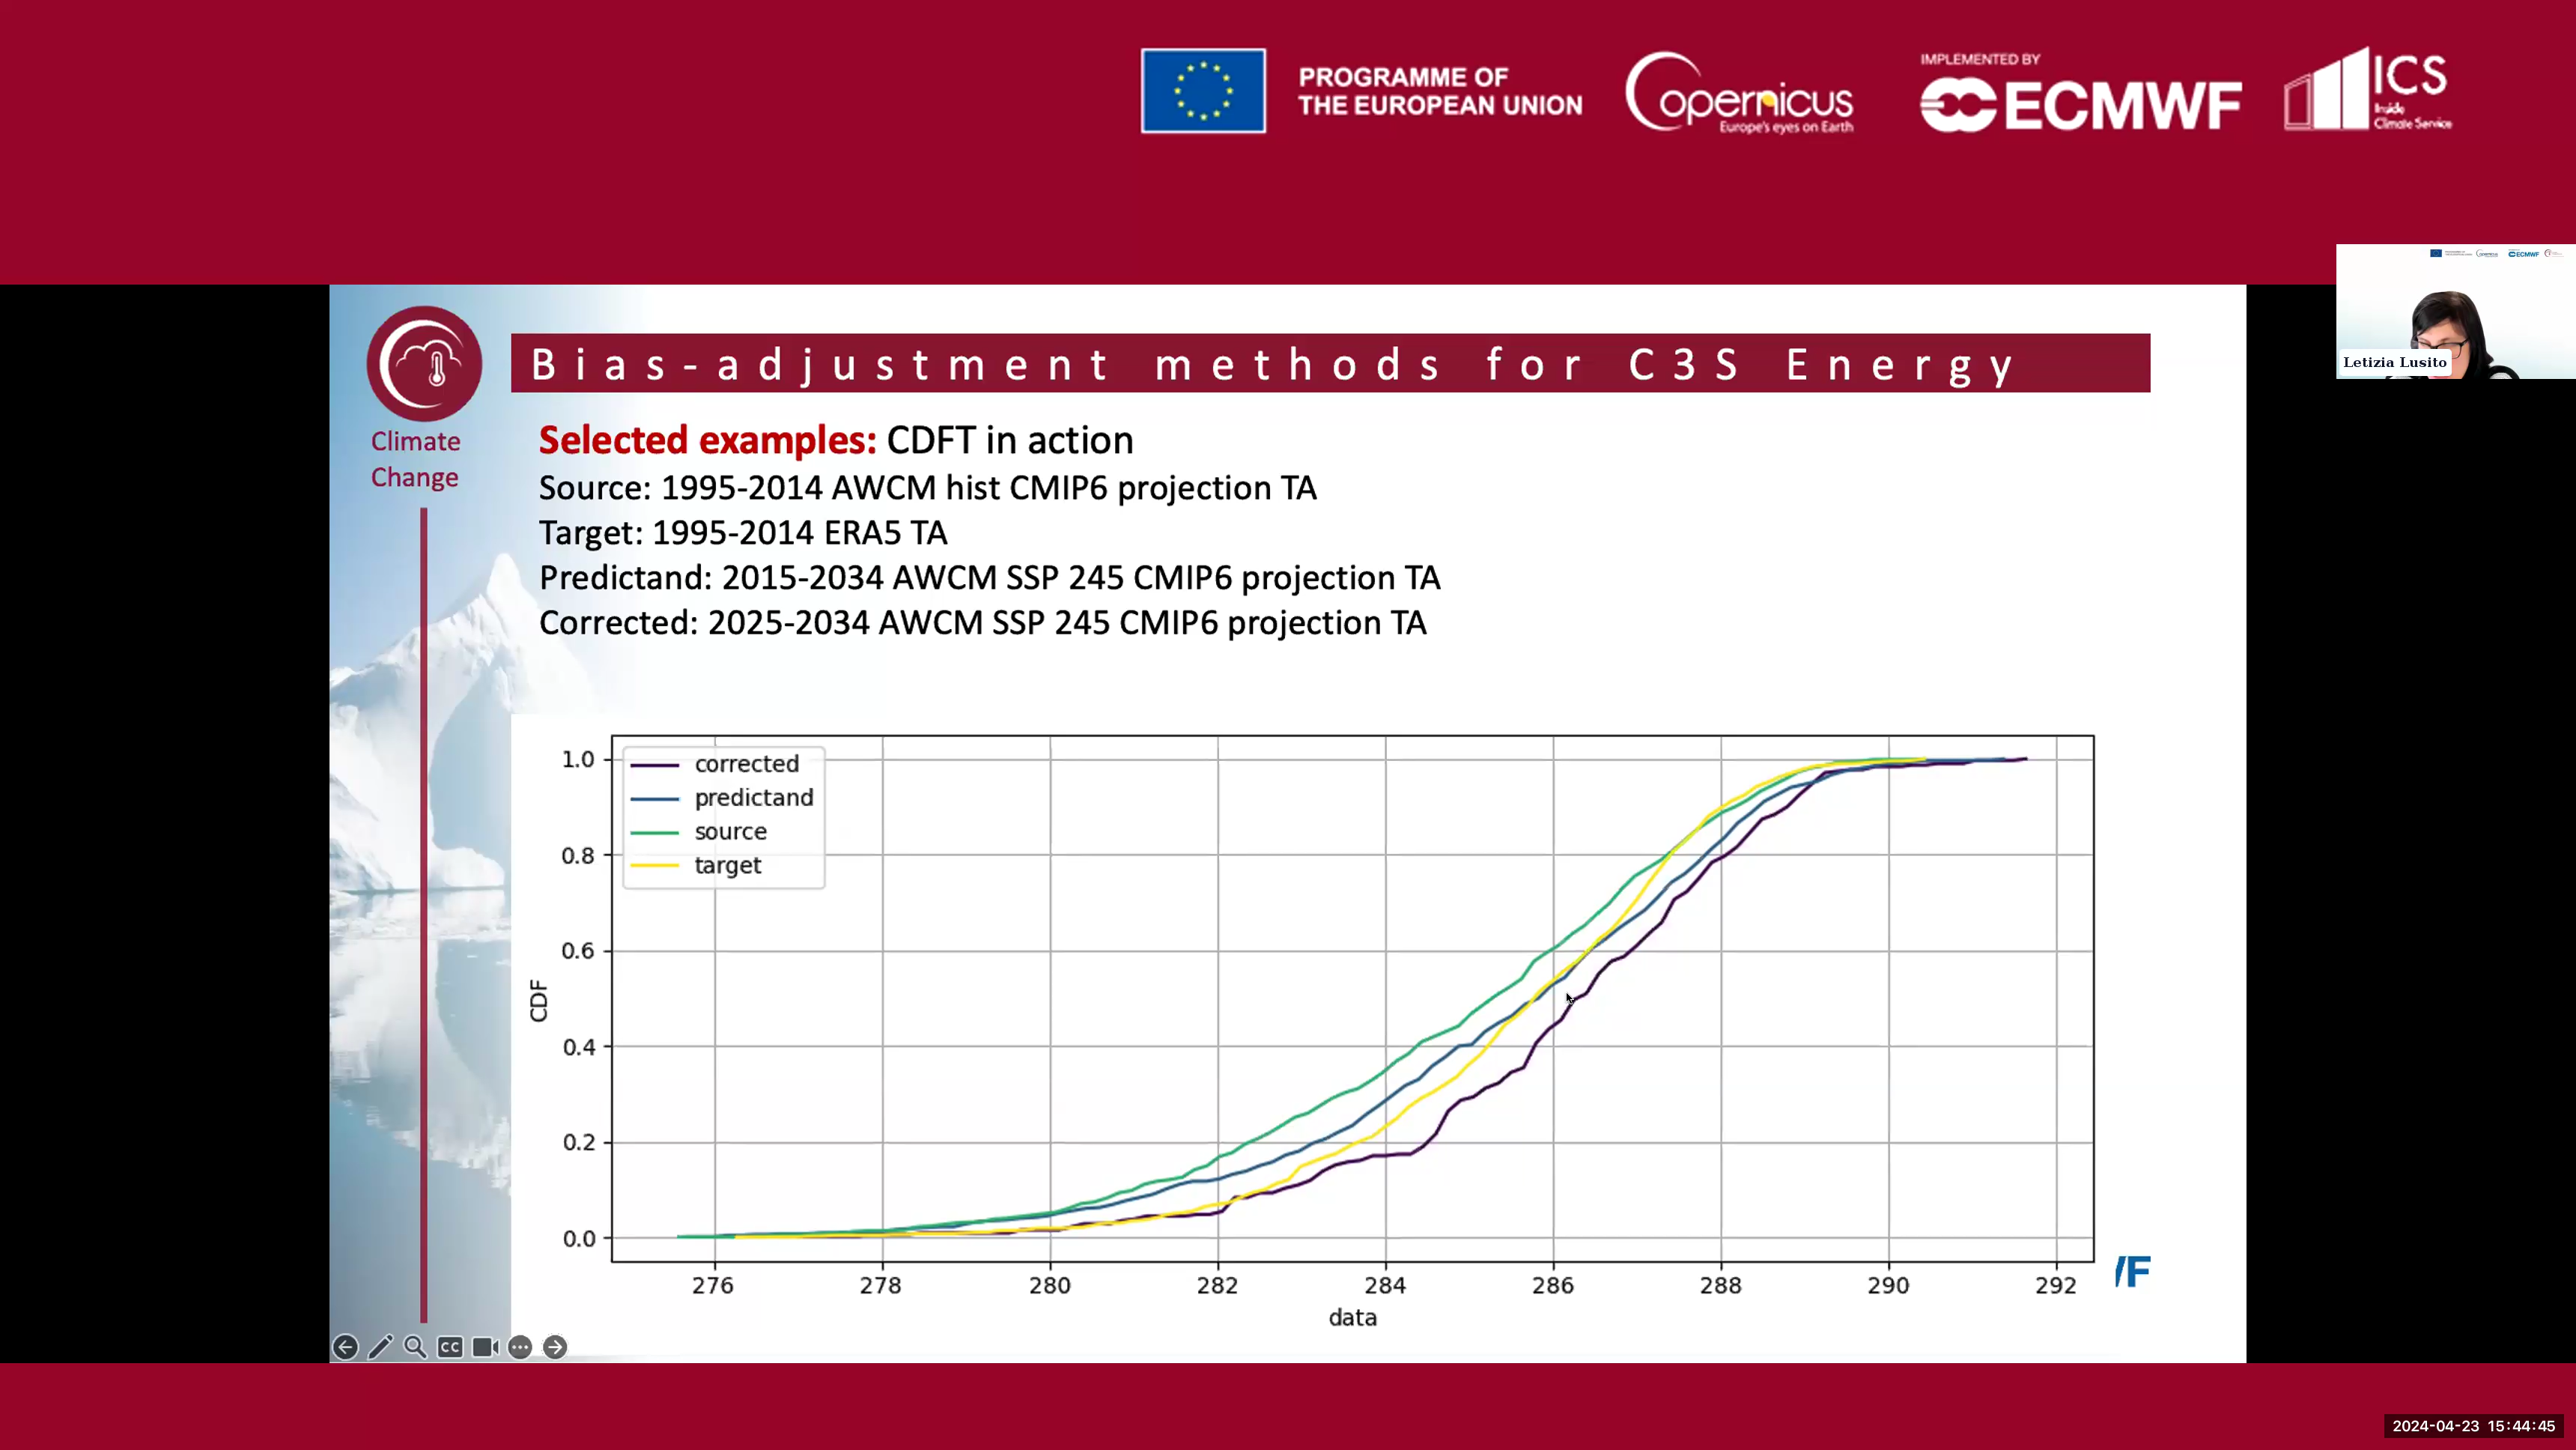 PROGRAMME OF
THE EUROPEAN UNION
Copernicus
Europe's eyes on Earth
IMPLEMENTED BY
ECMWF
ICS
Inside
Climate Service
ECMWF
Letizia Lusito
Climate
Change
Bias-adjustment methods for C3S Energy
Selected examples: CDFT in action
Source: 1995-2014 AWCM hist CMIP6 projection TA
Target: 1995-2014 ERA5 TA
Predictand: 2015-2034 AWCM SSP 245 CMIP6 projection TA
Corrected: 2025-2034 AWCM SSP 245 CMIP6 projection TA
corrected
predictand
source
target
1.0
0.8
0.6
0.4
0.2
0.0
CDF
276 278 280 282 284 286 288 290 292
data
WF
CC
2024-04-23 15:44:45